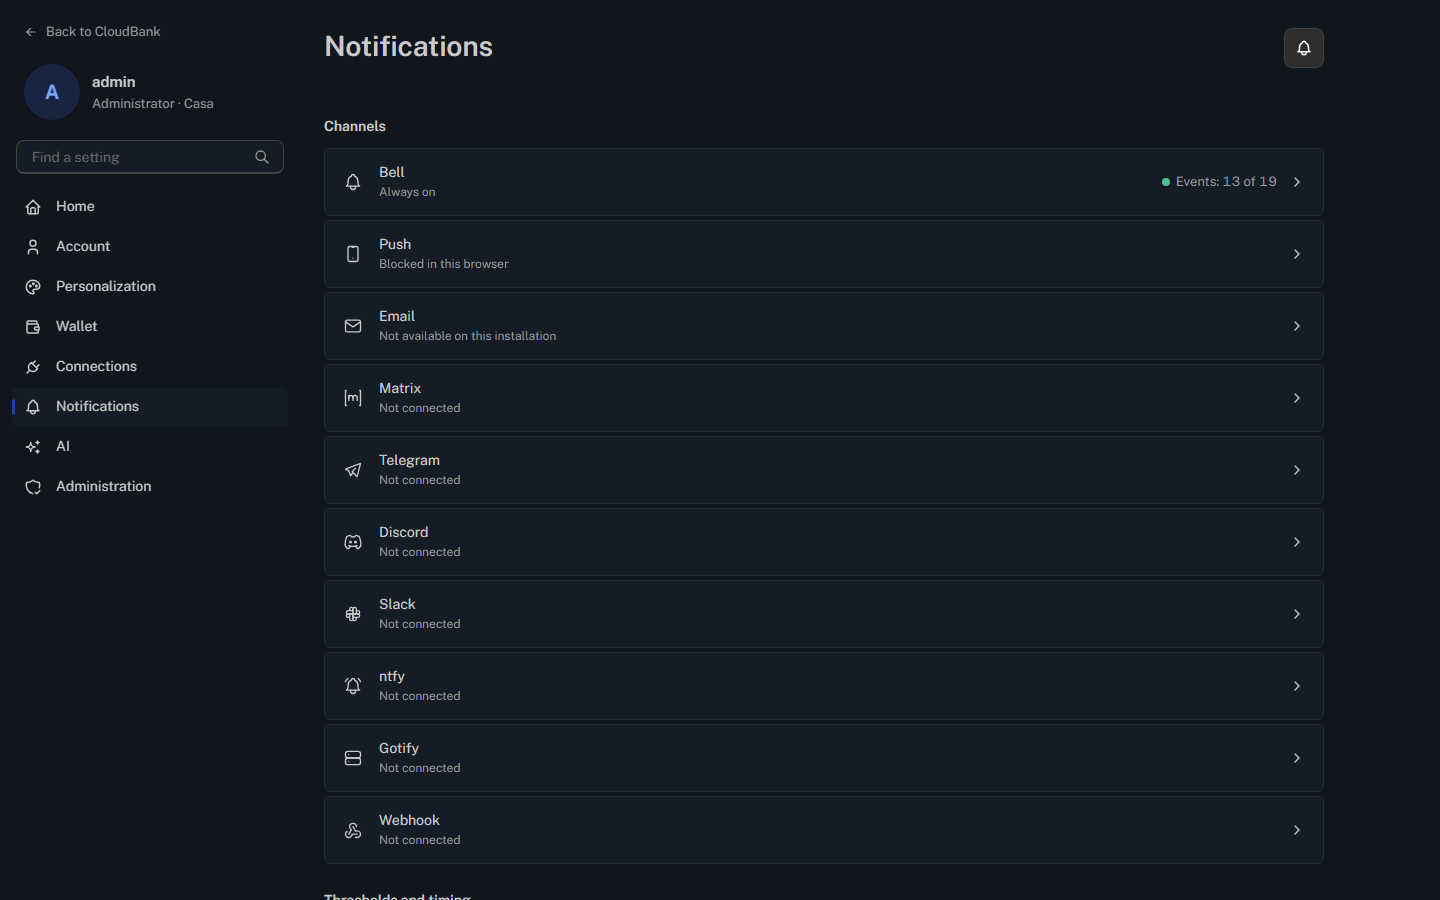 Back to CloudBank
A
admin
Administrator · Casa
Find a setting
Home
Account
Personalization
Wallet
Connections
Notifications
AI
Administration
Notifications
Channels
Bell
Always on
Events: 13 of 19
Push
Blocked in this browser
Email
Not available on this installation
Matrix
Not connected
Telegram
Not connected
Discord
Not connected
Slack
Not connected
ntfy
Not connected
Gotify
Not connected
Webhook
Not connected
Thresholds and timing